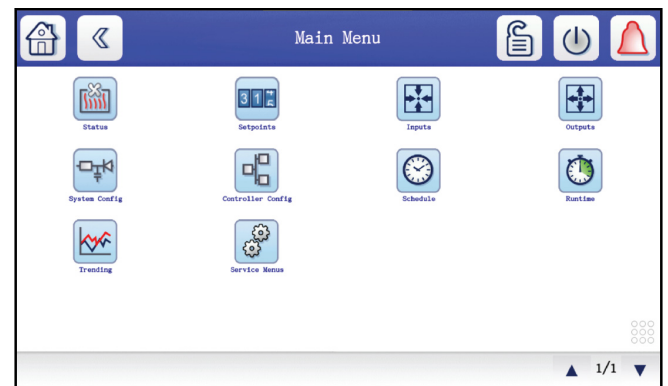 Main Menu
Status Setpoints Inputs Outputs
System Config Controller Config Schedule Runtime
Trending Service Menus
1/1